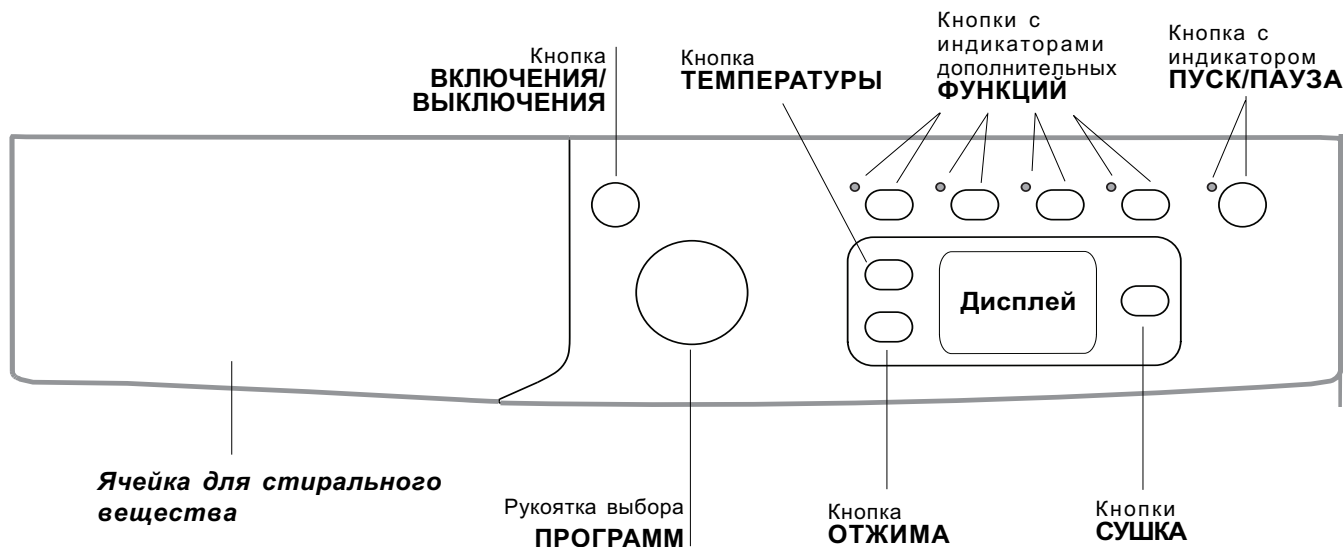 Кнопка
ВКЛЮЧЕНИЯ/
ВЫКЛЮЧЕНИЯ
Кнопка
ТЕМПЕРАТУРЫ
Кнопки с
индикаторами
дополнительных
ФУНКЦИЙ
Кнопка с
индикатором
ПУСК/ПАУЗА
Дисплей
Ячейка для стирального
вещества
Рукоятка выбора
ПРОГРАММ
Кнопка
ОТЖИМА
Кнопки
СУШКА